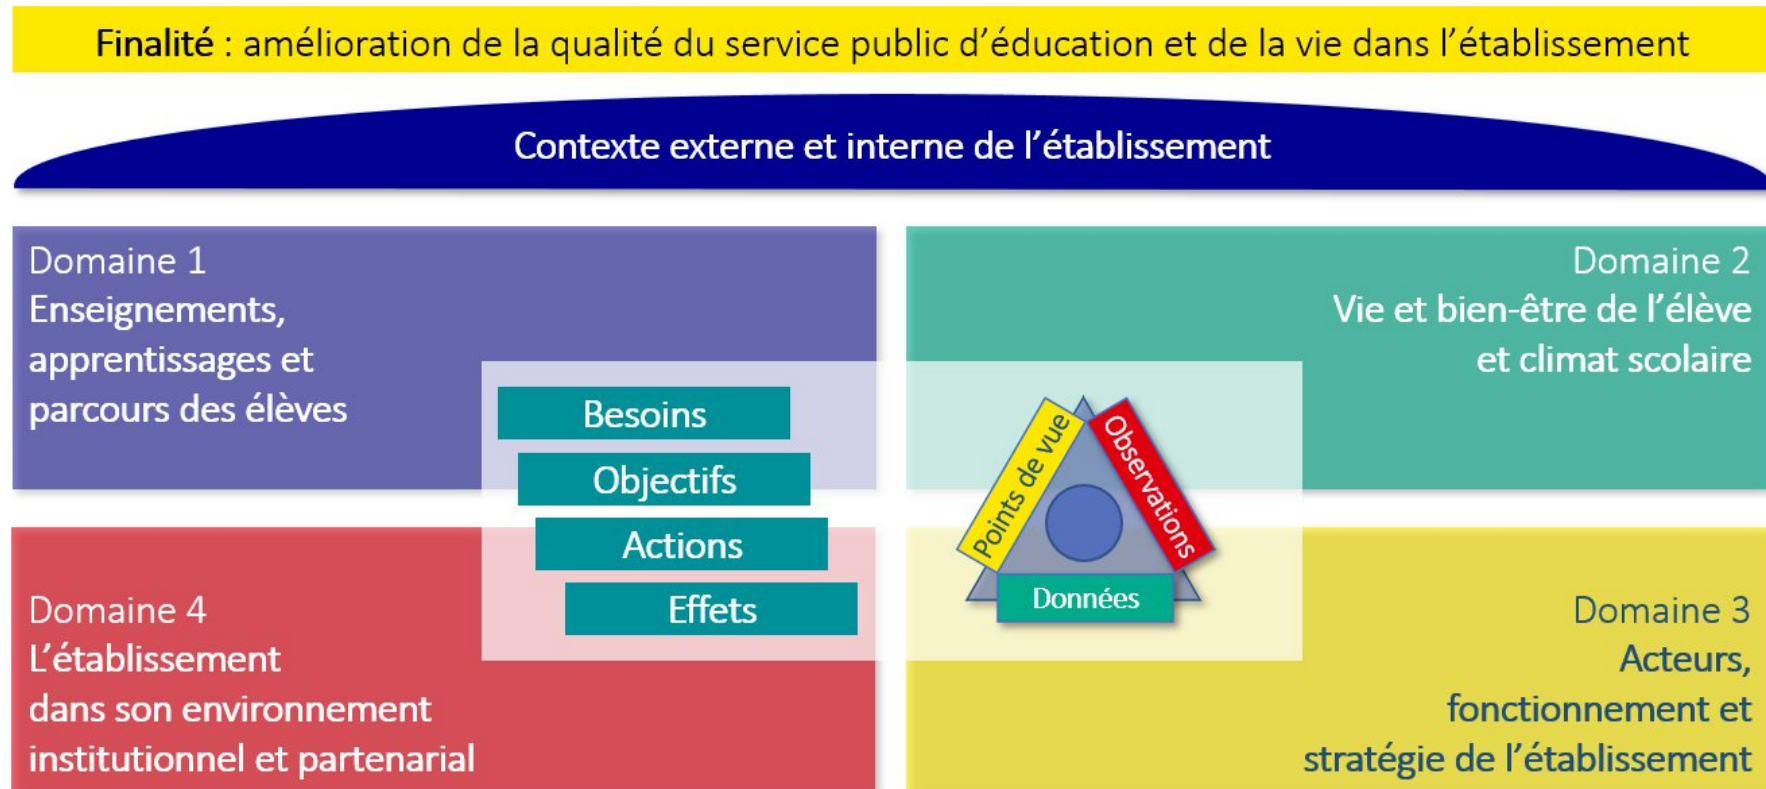 Finalité : amélioration de la qualité du service public d’éducation et de la vie dans l’établissement
Contexte externe et interne de l’établissement
Domaine 1
Enseignements,
apprentissages et
parcours des élèves
Domaine 2
Vie et bien-être de l’élève
et climat scolaire
Besoins
Objectifs
Actions
Effets
Points de vue
Observations
Données
Domaine 4
L’établissement
dans son environnement
institutionnel et partenarial
Domaine 3
Acteurs,
fonctionnement et
stratégie de l’établissement